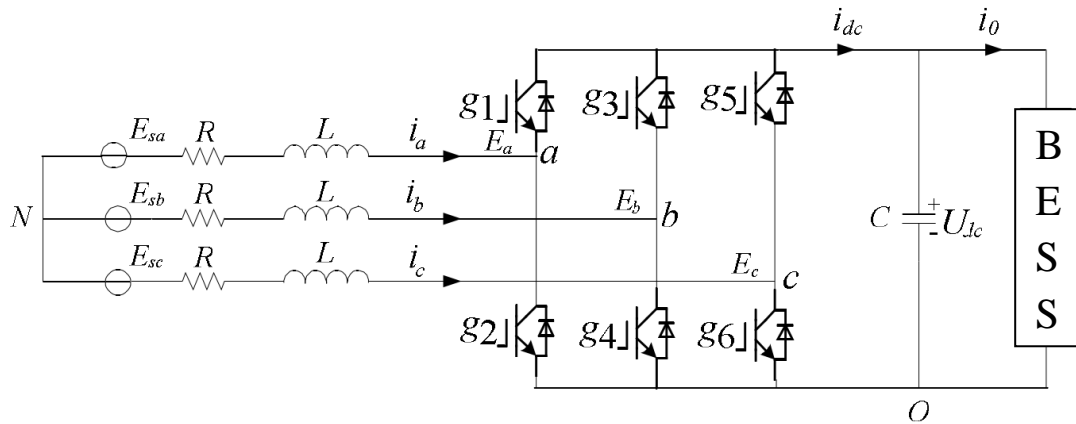 i_dc
i_0
g1
g3
g5
E_sa
R
L
i_a
E_a
a
B
E
S
S
N
E_sb
R
L
i_b
E_b
b
C
+
-
U_dc
E_sc
R
L
i_c
E_c
c
g2
g4
g6
O